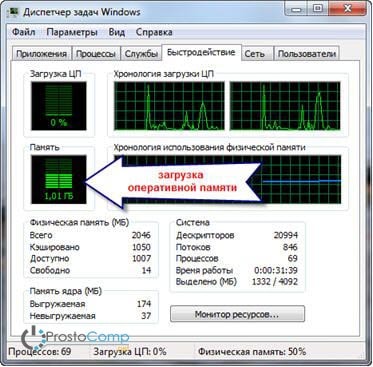 Диспетчер задач Windows
Файл Параметры Вид Справка
Приложения Процессы Службы Быстродействие Сеть Пользователи
Загрузка ЦП
Хронология загрузки ЦП
0 %
Память
Хронология использования физической памяти
1,01 ГБ
загрузка
оперативной памяти
Физическая память (МБ)
Всего 2046
Кэшировано 1050
Доступно 1007
Свободно 14
Система
Дескрипторов 20994
Потоков 846
Процессов 69
Время работы 0:00:31:39
Выделено (МБ) 1332 / 4092
Память ядра (МБ)
Выгружаемая 174
Невыгружаемая 37
Монитор ресурсов...
ProstoComp
Процессов: 69 Загрузка ЦП: 0% Физическая память: 50%